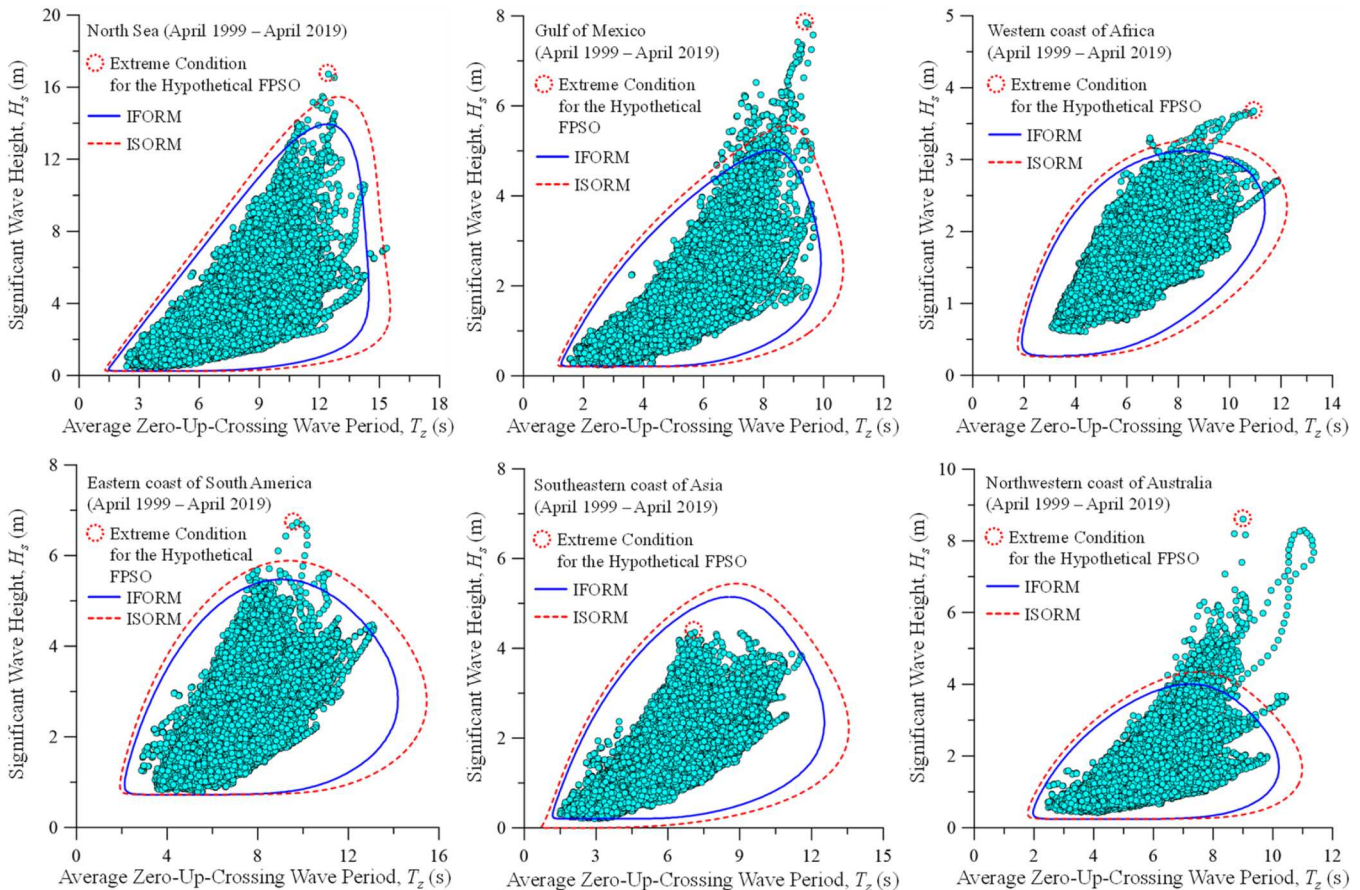 North Sea (April 1999 – April 2019)
Extreme Condition
for the Hypothetical FPSO
IFORM
ISORM
Significant Wave Height, Hs (m)
20
16
12
8
4
0
0
3
6
9
12
15
18
Average Zero-Up-Crossing Wave Period, Tz (s)
Gulf of Mexico
(April 1999 – April 2019)
Extreme Condition
for the Hypothetical
FPSO
IFORM
ISORM
Significant Wave Height, Hs (m)
8
6
4
2
0
0
2
4
6
8
10
12
Average Zero-Up-Crossing Wave Period, Tz (s)
Western coast of Africa
(April 1999 – April 2019)
Extreme Condition
for the Hypothetical FPSO
IFORM
ISORM
Significant Wave Height, Hs (m)
5
4
3
2
1
0
0
2
4
6
8
10
12
14
Average Zero-Up-Crossing Wave Period, Tz (s)
Eastern coast of South America
(April 1999 – April 2019)
Extreme Condition
for the Hypothetical
FPSO
IFORM
ISORM
Significant Wave Height, Hs (m)
8
6
4
2
0
0
4
8
12
16
Average Zero-Up-Crossing Wave Period, Tz (s)
Southeastern coast of Asia
(April 1999 – April 2019)
Extreme Condition
for the Hypothetical FPSO
IFORM
ISORM
Significant Wave Height, Hs (m)
8
6
4
2
0
0
3
6
9
12
15
Average Zero-Up-Crossing Wave Period, Tz (s)
Northwestern coast of Australia
(April 1999 – April 2019)
Extreme Condition
for the Hypothetical FPSO
IFORM
ISORM
Significant Wave Height, Hs (m)
10
8
6
4
2
0
0
2
4
6
8
10
12
Average Zero-Up-Crossing Wave Period, Tz (s)